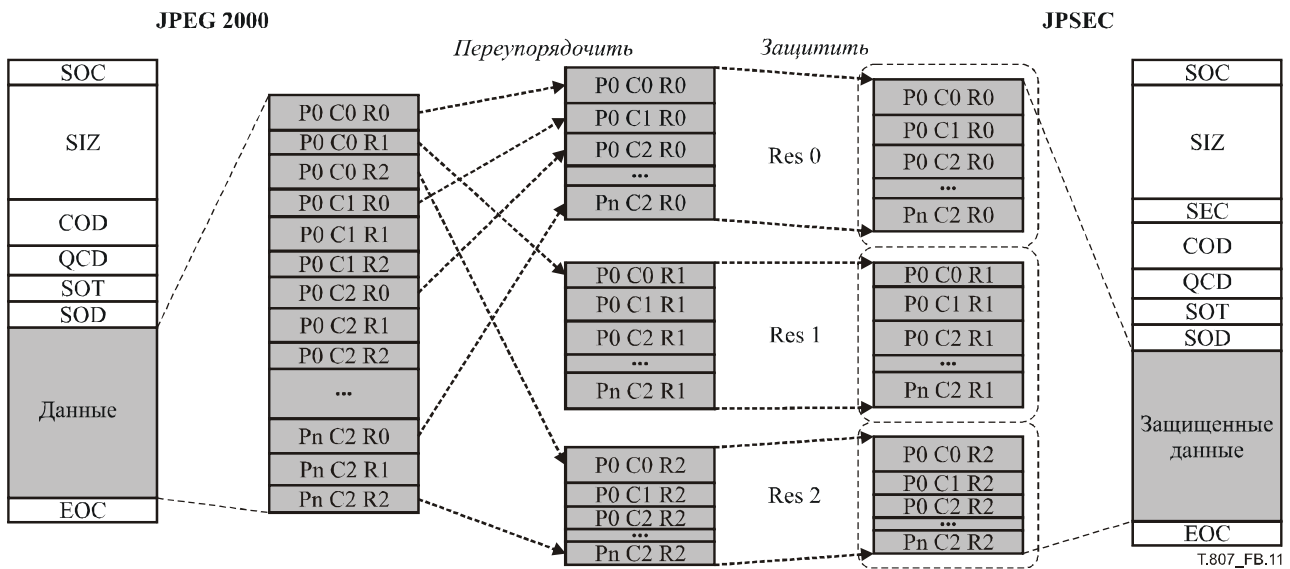 JPEG 2000
SOC
SIZ
COD
QCD
SOT
SOD
Данные
EOC
P0 C0 R0
P0 C0 R1
P0 C0 R2
P0 C1 R0
P0 C1 R1
P0 C1 R2
P0 C2 R0
P0 C2 R1
P0 C2 R2
...
Pn C2 R0
Pn C2 R1
Pn C2 R2
Переупорядочить
P0 C0 R0
P0 C1 R0
P0 C2 R0
...
Pn C2 R0
P0 C0 R1
P0 C1 R1
P0 C2 R1
...
Pn C2 R1
P0 C0 R2
P0 C1 R2
P0 C2 R2
...
Pn C2 R2
Res 0
Res 1
Res 2
Защитить
P0 C0 R0
P0 C1 R0
P0 C2 R0
...
Pn C2 R0
P0 C0 R1
P0 C1 R1
P0 C2 R1
...
Pn C2 R1
P0 C0 R2
P0 C1 R2
P0 C2 R2
...
Pn C2 R2
JPSEC
SOC
SIZ
SEC
COD
QCD
SOT
SOD
Защищенные
данные
EOC
T.807_FB.11